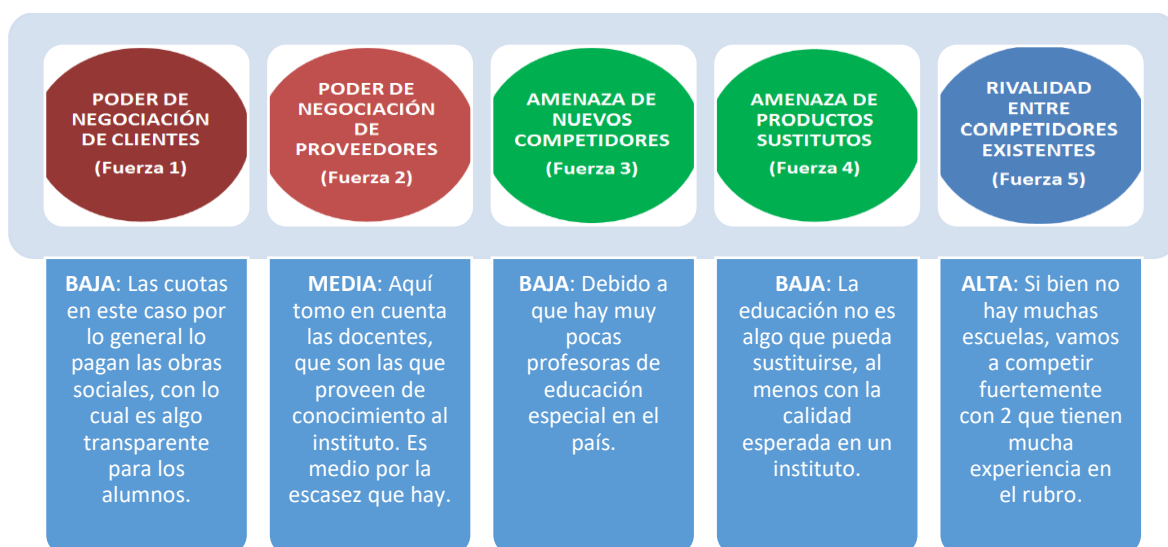 PODER DE
NEGOCIACIÓN
DE CLIENTES
(Fuerza 1)
PODER DE
NEGOCIACIÓN
DE
PROVEEDORES
(Fuerza 2)
AMENAZA DE
NUEVOS
COMPETIDORES
(Fuerza 3)
AMENAZA DE
PRODUCTOS
SUSTITUTOS
(Fuerza 4)
RIVALIDAD
ENTRE
COMPETIDORES
EXISTENTES
(Fuerza 5)
BAJA: Las cuotas
en este caso por
lo general lo
pagan las obras
sociales, con lo
cual es algo
transparente
para los
alumnos.
MEDIA: Aquí
tomo en cuenta
las docentes,
que son las que
proveen de
conocimiento al
instituto. Es
medio por la
escasez que hay.
BAJA: Debido a
que hay muy
pocas
profesoras de
educación
especial en el
país.
BAJA: La
educación no es
algo que pueda
sustituirse, al
menos con la
calidad
esperada en un
instituto.
ALTA: Si bien no
hay muchas
escuelas, vamos
a competir
fuertemente
con 2 que tienen
mucha
experiencia en
el rubro.